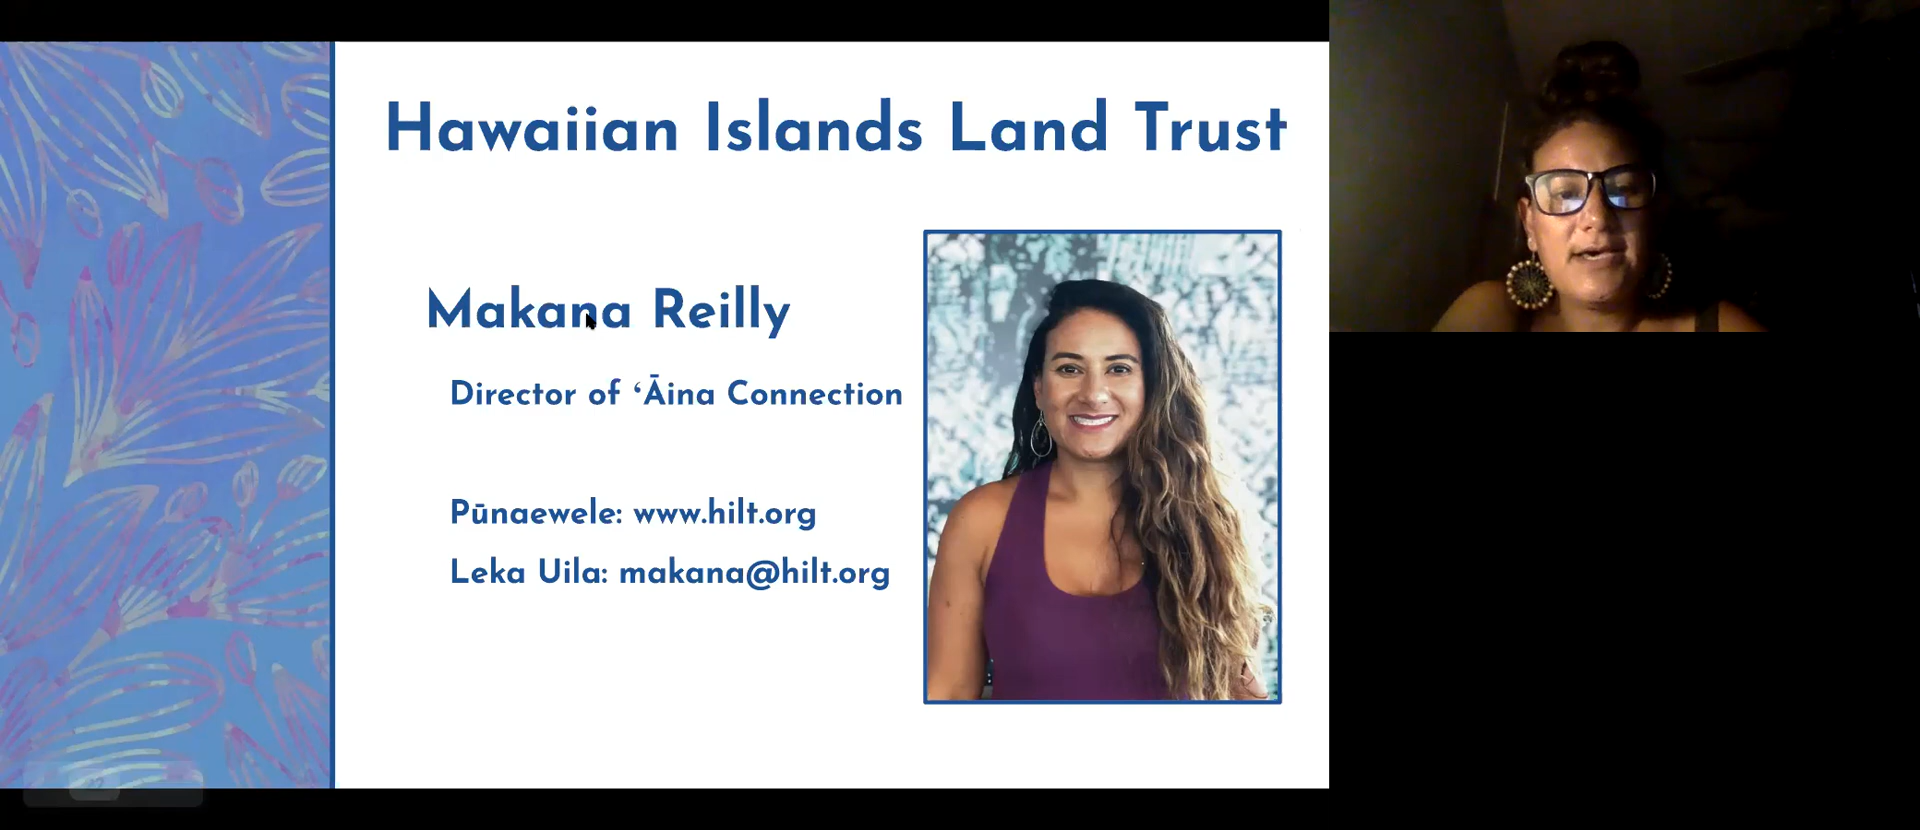 Hawaiian Islands Land Trust
Makana Reilly
Director of ʻĀina Connection
Pūnaewele: www.hilt.org
Leka Uila: makana@hilt.org